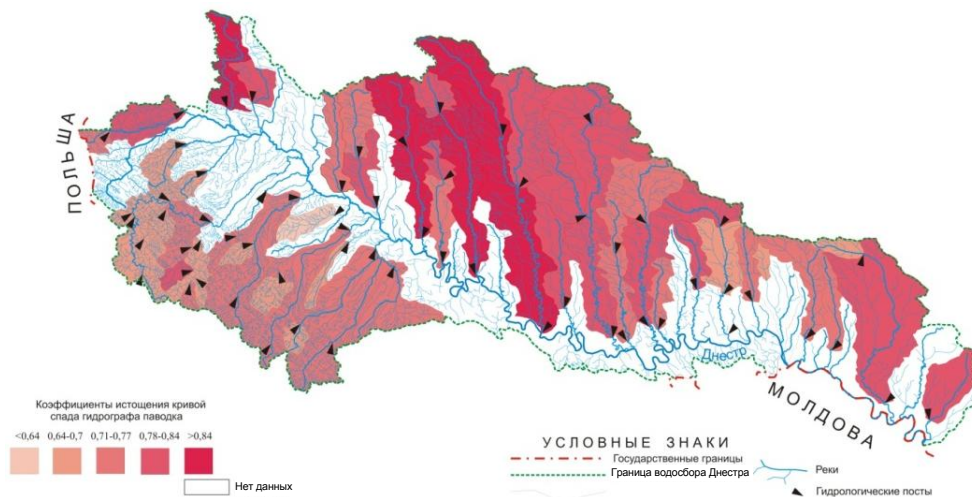 ПОЛЬША
Днестр
МОЛДОВА
Коэффициенты истощения кривой
спада гидрографа паводка
<0,64 0,64-0,7 0,71-0,77 0,78-0,84 >0,84
Нет данных
УСЛОВНЫЕ ЗНАКИ
Государственные границы
Граница водосбора Днестра
Реки
Гидрологические посты